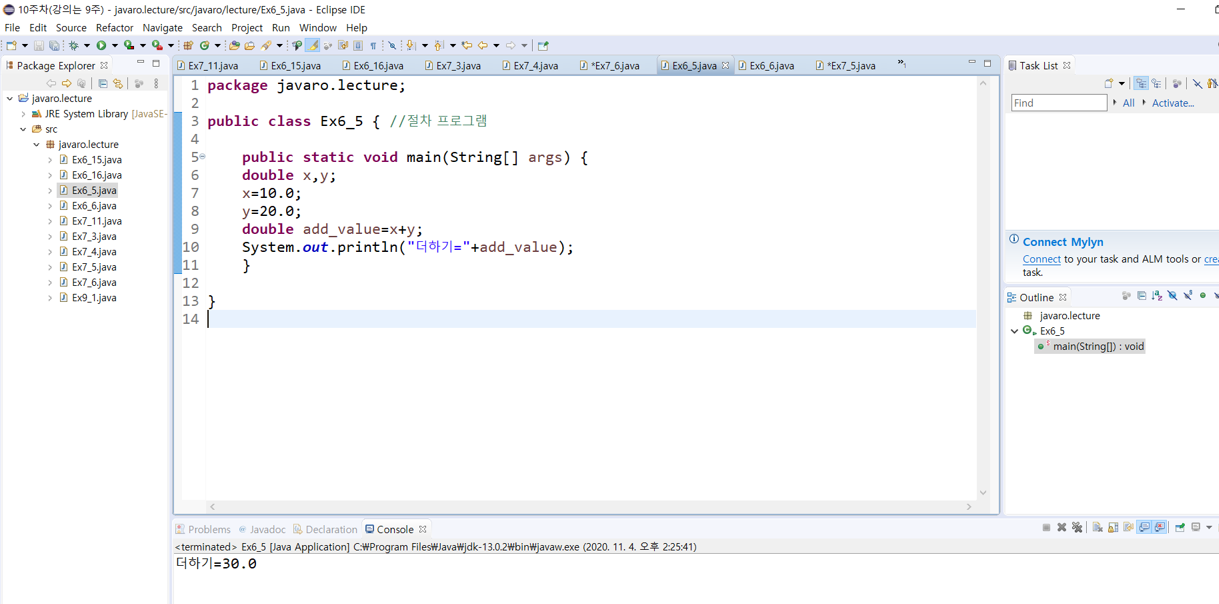 10주차(강의는 9주) - javaro.lecture/src/javaro/lecture/Ex6_5.java - Eclipse IDE
File Edit Source Refactor Navigate Search Project Run Window Help
Package Explorer
javaro.lecture
JRE System Library [JavaSE-
src
javaro.lecture
Ex6_15.java
Ex6_16.java
Ex6_5.java
Ex6_6.java
Ex7_11.java
Ex7_3.java
Ex7_4.java
Ex7_5.java
Ex7_6.java
Ex9_1.java
Ex7_11.java Ex6_15.java Ex6_16.java Ex7_3.java Ex7_4.java *Ex7_6.java Ex6_5.java Ex6_6.java *Ex7_5.java »1
1 package javaro.lecture;
2
3 public class Ex6_5 { //절차 프로그램
4
5 public static void main(String[] args) {
6 double x,y;
7 x=10.0;
8 y=20.0;
9 double add_value=x+y;
10 System.out.println("더하기="+add_value);
11 }
12
13 }
14
Task List
Find All Activate...
Connect Mylyn
Connect to your task and ALM tools or crea
task.
Outline
javaro.lecture
Ex6_5
main(String[]) : void
Problems Javadoc Declaration Console
<terminated> Ex6_5 [Java Application] C:₩Program Files₩Java₩jdk-13.0.2₩bin₩javaw.exe (2020. 11. 4. 오후 2:25:41)
더하기=30.0